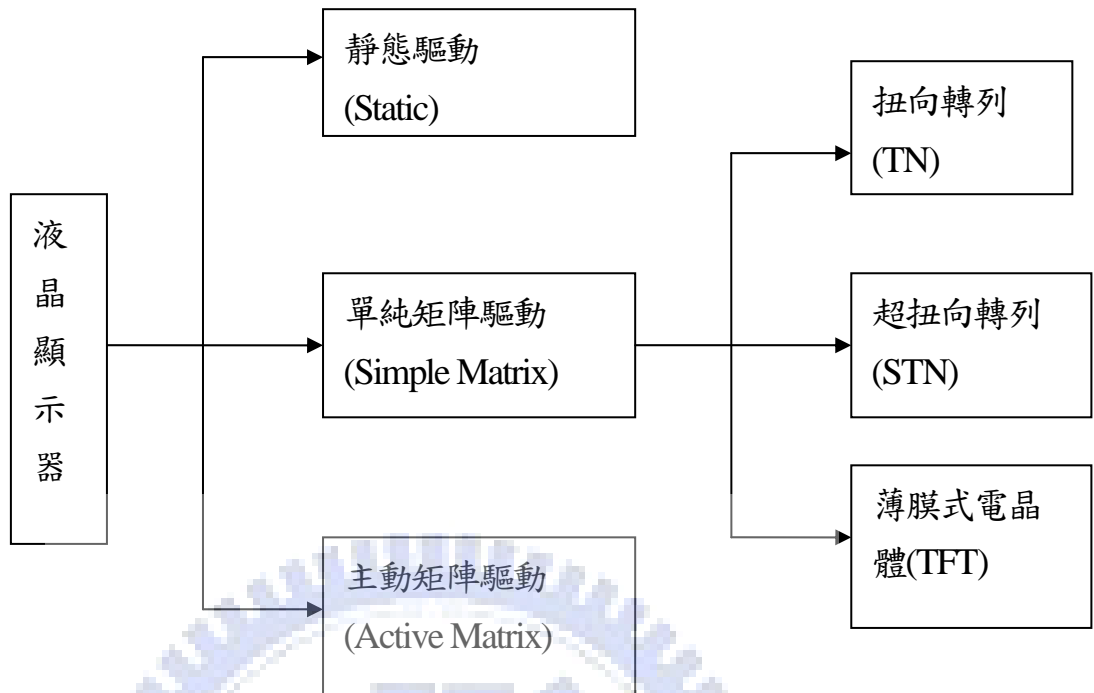 液
晶
顯
示
器
靜態驅動
(Static)
單純矩陣驅動
(Simple Matrix)
主動矩陣驅動
(Active Matrix)
扭向轉列
(TN)
超扭向轉列
(STN)
薄膜式電晶
體(TFT)